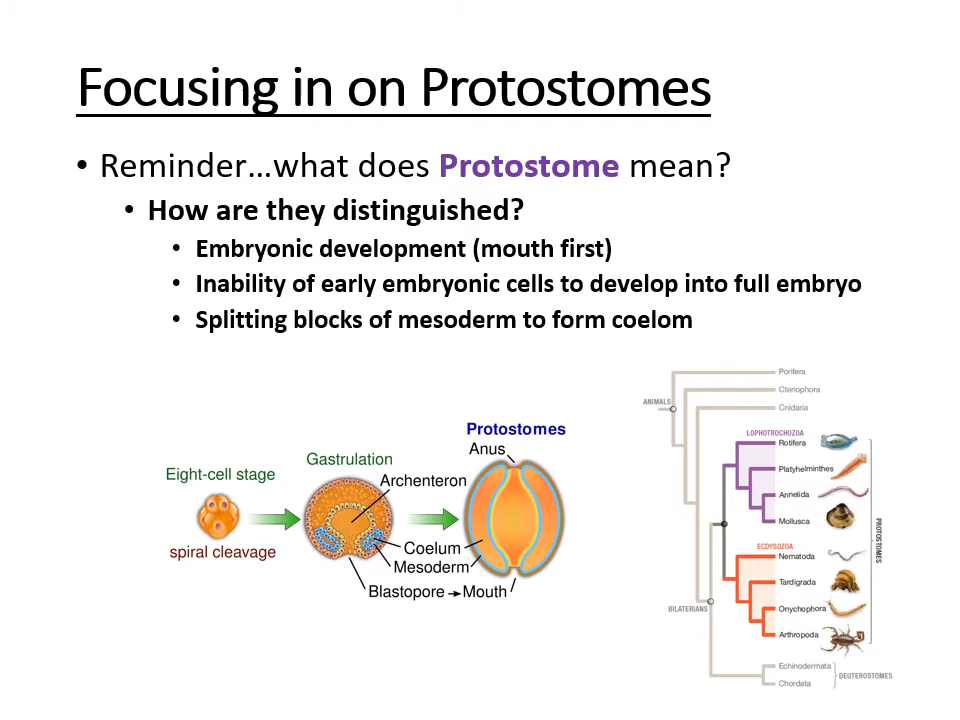 Focusing in on Protostomes
• Reminder...what does Protostome mean?
• How are they distinguished?
• Embryonic development (mouth first)
• Inability of early embryonic cells to develop into full embryo
• Splitting blocks of mesoderm to form coelom
Eight-cell stage
spiral cleavage
Gastrulation
Archenteron
Protostomes
Anus
Coelum
Mesoderm
Blastopore
Mouth
ANIMALS
Porifera
Ctenophora
Cnidaria
LOPHOTROCHOZOA
Rotifera
Platyhelminthes
Annelida
Mollusca
ECDYSOZOA
Nematoda
Tardigrada
Onychophora
Arthropoda
PROTOSTOMES
BILATERIANS
Echinodermata
Chordata
DEUTEROSTOMES